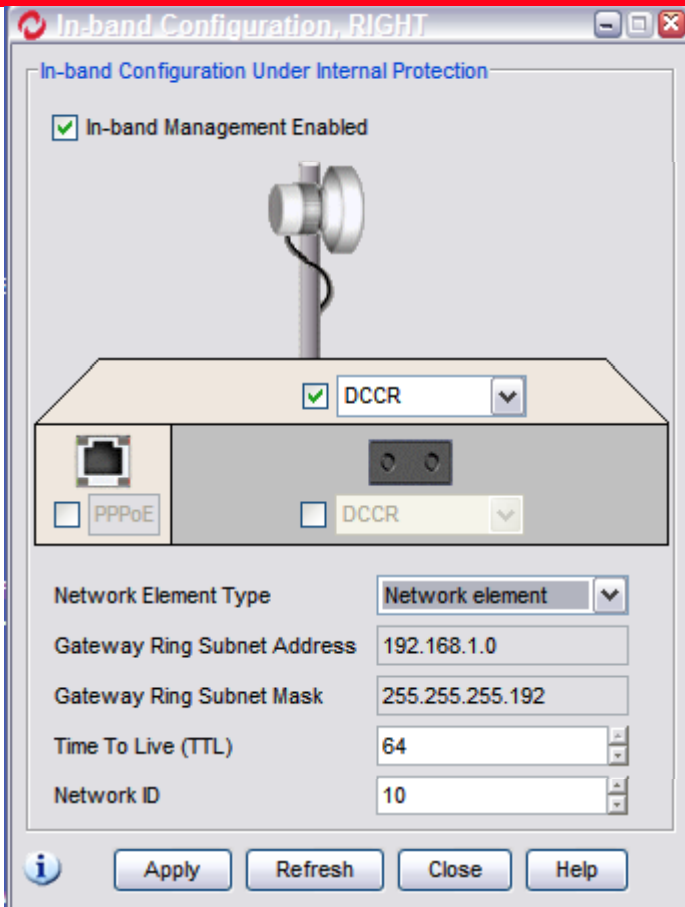 In-band Configuration, RIGHT
In-band Configuration Under Internal Protection
In-band Management Enabled
DCCR
PPPoE DCCR
Network Element Type Network element
Gateway Ring Subnet Address 192.168.1.0
Gateway Ring Subnet Mask 255.255.255.192
Time To Live (TTL) 64
Network ID 10
Apply Refresh Close Help